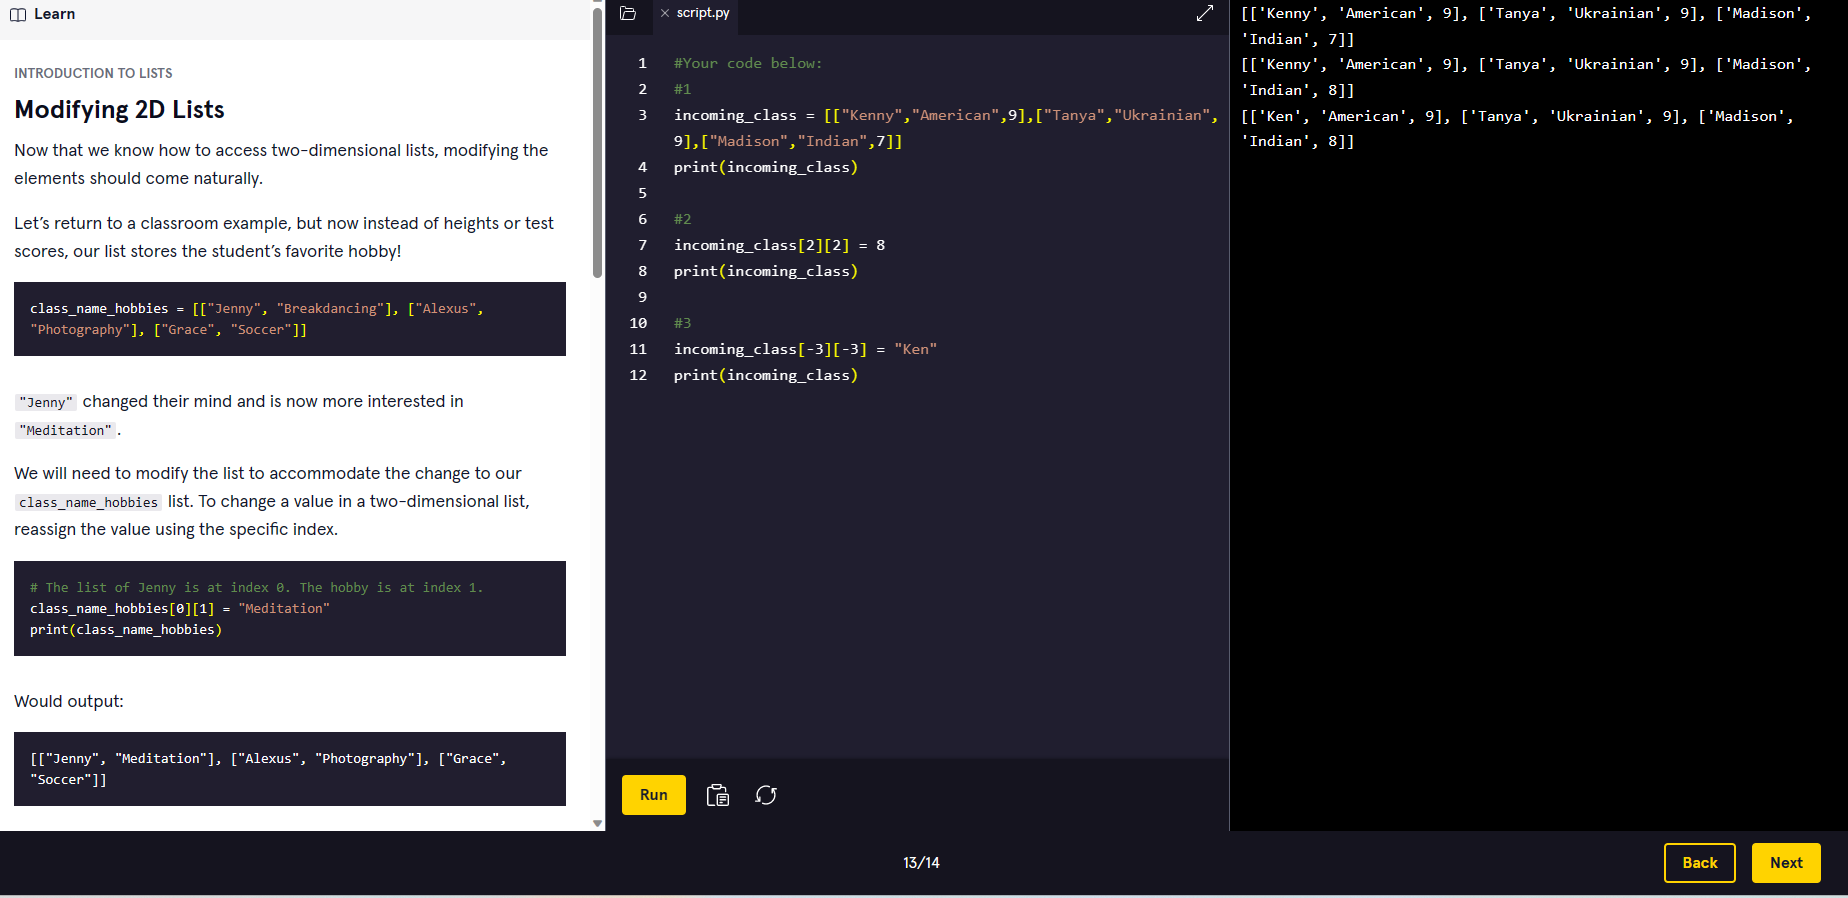 Learn
INTRODUCTION TO LISTS
Modifying 2D Lists
Now that we know how to access two-dimensional lists, modifying the
elements should come naturally.
Let's return to a classroom example, but now instead of heights or test
scores, our list stores the student's favorite hobby!
class_name_hobbies = [["Jenny", "Breakdancing"], ["Alexus",
"Photography"], ["Grace", "Soccer"]]
"Jenny" changed their mind and is now more interested in
"Meditation".
We will need to modify the list to accommodate the change to our
class_name_hobbies list. To change a value in a two-dimensional list,
reassign the value using the specific index.
# The list of Jenny is at index 0. The hobby is at index 1.
class_name_hobbies[0][1] = "Meditation"
print(class_name_hobbies)
Would output:
[["Jenny", "Meditation"], ["Alexus", "Photography"], ["Grace",
"Soccer"]]
script.py
1 #Your code below:
2 #1
3 incoming_class = [["Kenny","American",9],["Tanya","Ukrainian",
9],["Madison","Indian",7]]
4 print(incoming_class)
5
6 #2
7 incoming_class[2][2] = 8
8 print(incoming_class)
9
10 #3
11 incoming_class[-3][-3] = "Ken"
12 print(incoming_class)
Run
[['Kenny', 'American', 9], ['Tanya', 'Ukrainian', 9], ['Madison',
'Indian', 7]]
[['Kenny', 'American', 9], ['Tanya', 'Ukrainian', 9], ['Madison',
'Indian', 8]]
[['Ken', 'American', 9], ['Tanya', 'Ukrainian', 9], ['Madison',
'Indian', 8]]
13/14
Back
Next